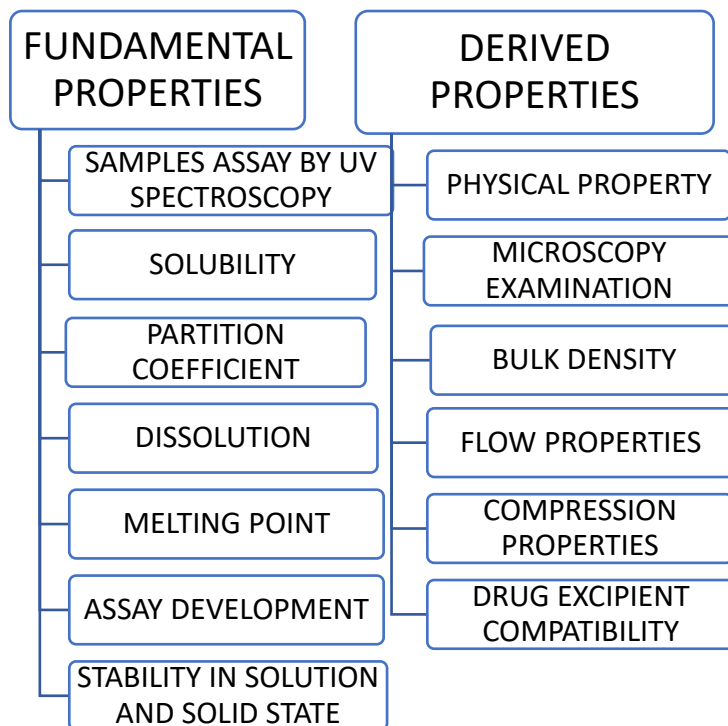 FUNDAMENTAL
PROPERTIES
SAMPLES ASSAY BY UV
SPECTROSCOPY
SOLUBILITY
PARTITION
COEFFICIENT
DISSOLUTION
MELTING POINT
ASSAY DEVELOPMENT
STABILITY IN SOLUTION
AND SOLID STATE
DERIVED
PROPERTIES
PHYSICAL PROPERTY
MICROSCOPY
EXAMINATION
BULK DENSITY
FLOW PROPERTIES
COMPRESSION
PROPERTIES
DRUG EXCIPIENT
COMPATIBILITY